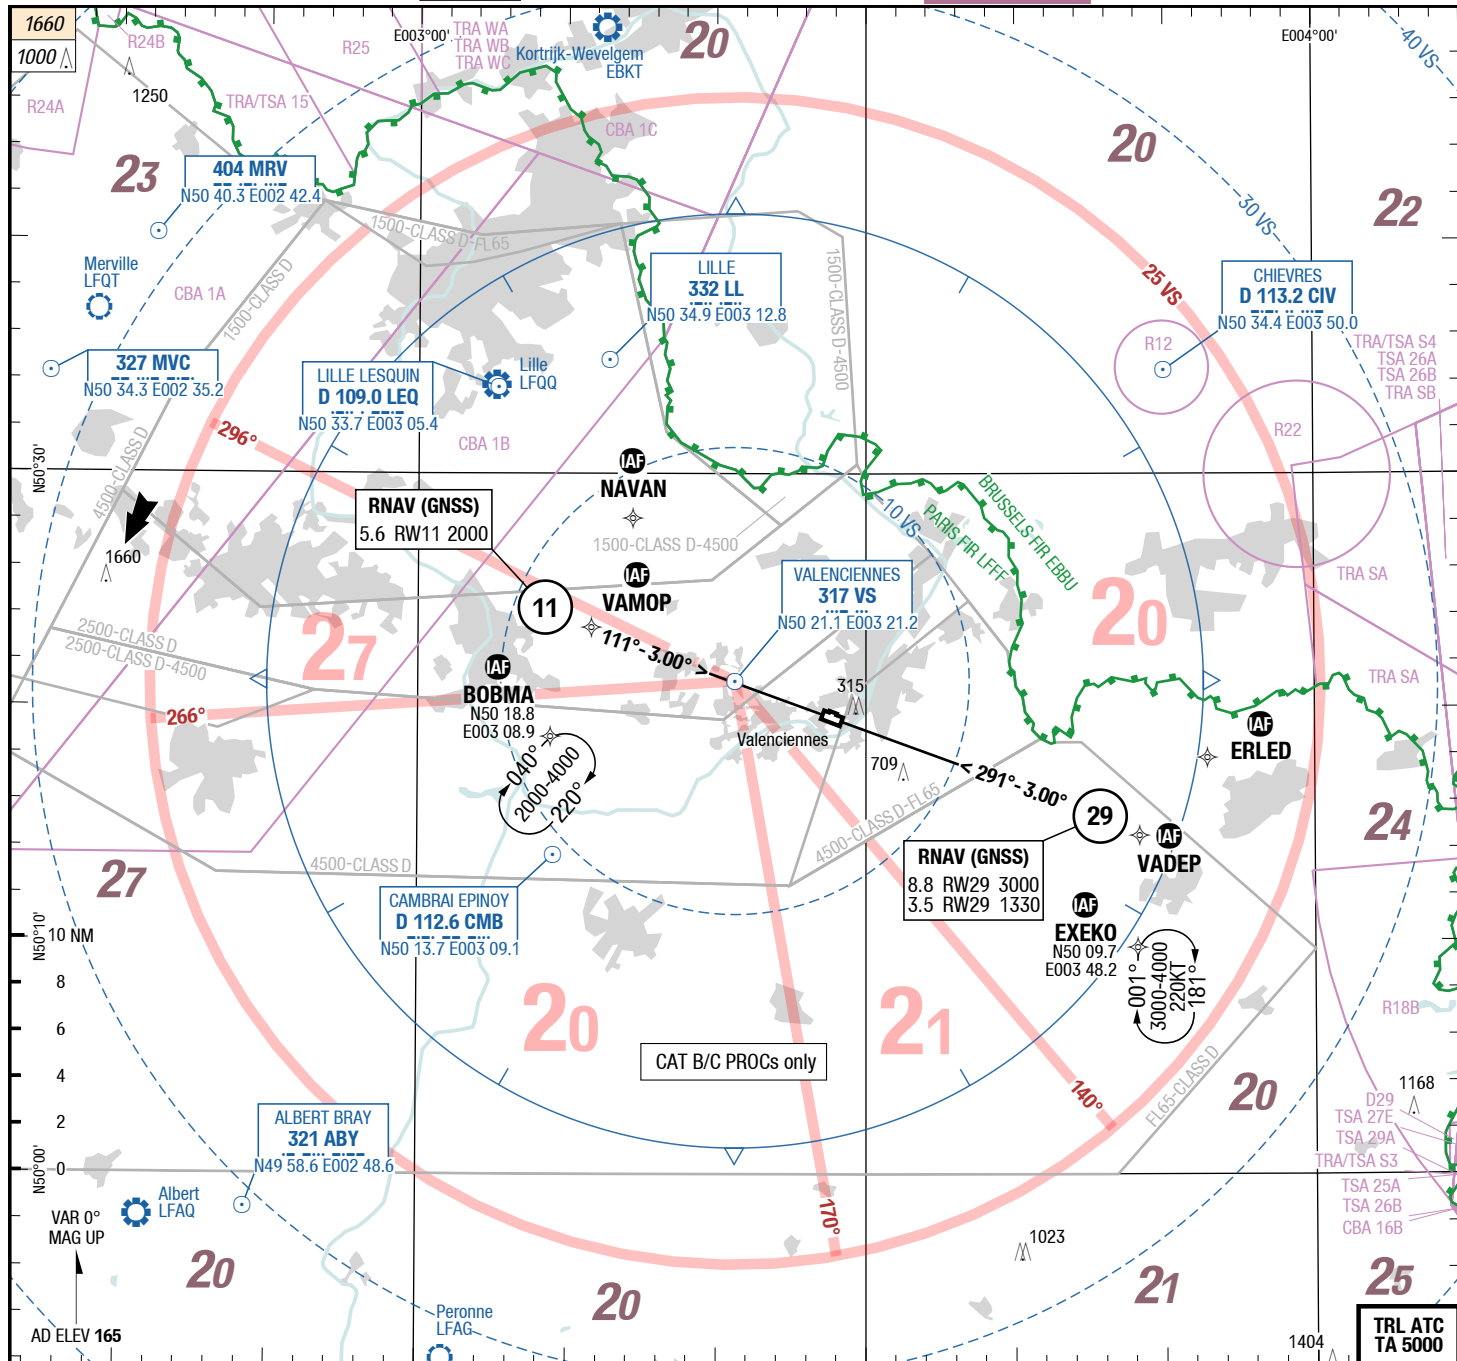 1660
1000
R24B
R25
E003°00'
TRA WA
TRA WB
TRA WC
Kortrijk-Wevelgem
EBKT
20
E004°00'
40 VS
R24A
1250
TRA/TSA 15
CBA 1C
23
20
22
404 MRV
N50 40.3 E002 42.4
1500-CLASS D-FL65
30 VS
Merville
LFQT
CBA 1A
1500-CLASS D
LILLE
332 LL
N50 34.9 E003 12.8
1500-CLASS D-4500
25 VS
CHIEVRES
D 113.2 CIV
N50 34.4 E003 50.0
R12
TRA/TSA S4
TSA 26A
TSA 26B
TRA SB
327 MVC
N50 34.3 E002 35.2
LILLE LESQUIN
D 109.0 LEQ
N50 33.7 E003 05.4
Lille
LFQQ
296°
CBA 1B
R22
4500-CLASS D
N50°30'
IAF
NAVAN
RNAV (GNSS)
5.6 RW11 2000
10 VS
BRUSSELS FIR EBBU
PARIS FIR LFFF
1500-CLASS D-4500
1660
IAF
VAMOP
VALENCIENNES
317 VS
N50 21.1 E003 21.2
TRA SA
11
2500-CLASS D
2500-CLASS D-4500
27
111°-3.00°
20
IAF
BOBMA
N50 18.8
E003 08.9
TRA SA
315
266°
Valenciennes
IAF
ERLED
040°
2000-4000
220°
709
291°-3.00°
29
24
4500-CLASS D-FL65
IAF
VADEP
RNAV (GNSS)
8.8 RW29 3000
3.5 RW29 1330
4500-CLASS D
27
CAMBRAI EPINOY
D 112.6 CMB
N50 13.7 E003 09.1
IAF
EXEKO
N50 09.7
E003 48.2
N50°10'
10 NM
8
6
4
2
0
001°
3000-4000
220KT
181°
20
21
R18B
CAT B/C PROCs only
140°
FL65-CLASS D
20
1168
D29
TSA 27E
TSA 29A
TRA/TSA S3
TSA 25A
TSA 26B
CBA 16B
ALBERT BRAY
321 ABY
N49 58.6 E002 48.6
N50°00'
Albert
LFAQ
VAR 0°
MAG UP
170°
1023
20
20
21
25
Peronne
LFAG
AD ELEV 165
1404
TRL ATC
TA 5000